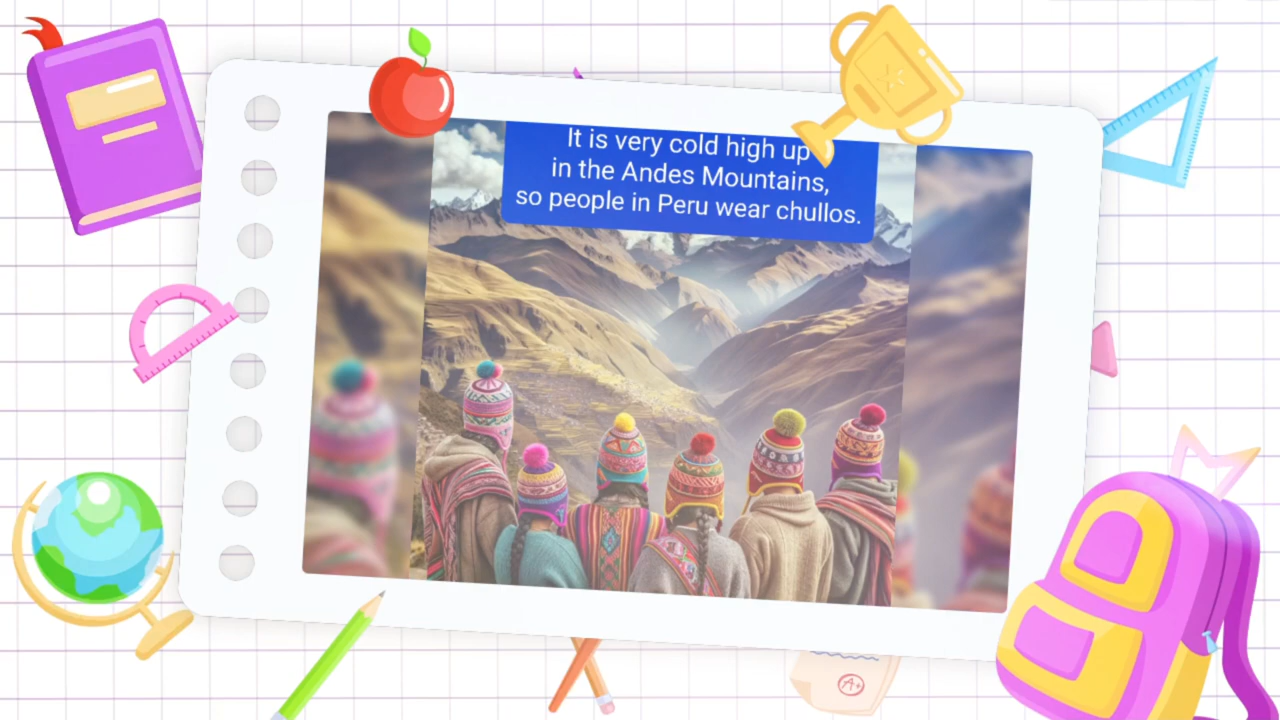 It is very cold high up
in the Andes Mountains,
so people in Peru wear chullos.
A+